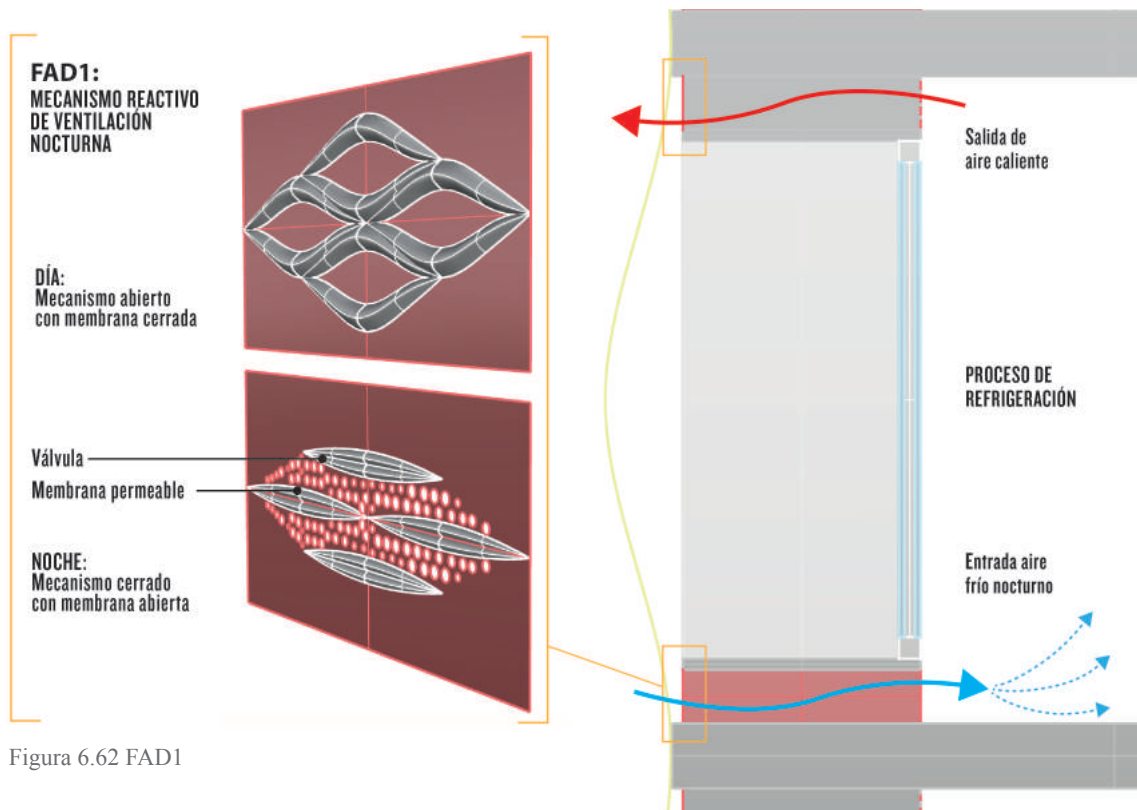 FAD1:
MECANISMO REACTIVO
DE VENTILACIÓN
NOCTURNA
DÍA:
Mecanismo abierto
con membrana cerrada
Válvula
Membrana permeable
NOCHE:
Mecanismo cerrado
con membrana abierta
Salida de
aire caliente
PROCESO DE
REFRIGERACIÓN
Entrada aire
frío nocturno
Figura 6.62 FAD1